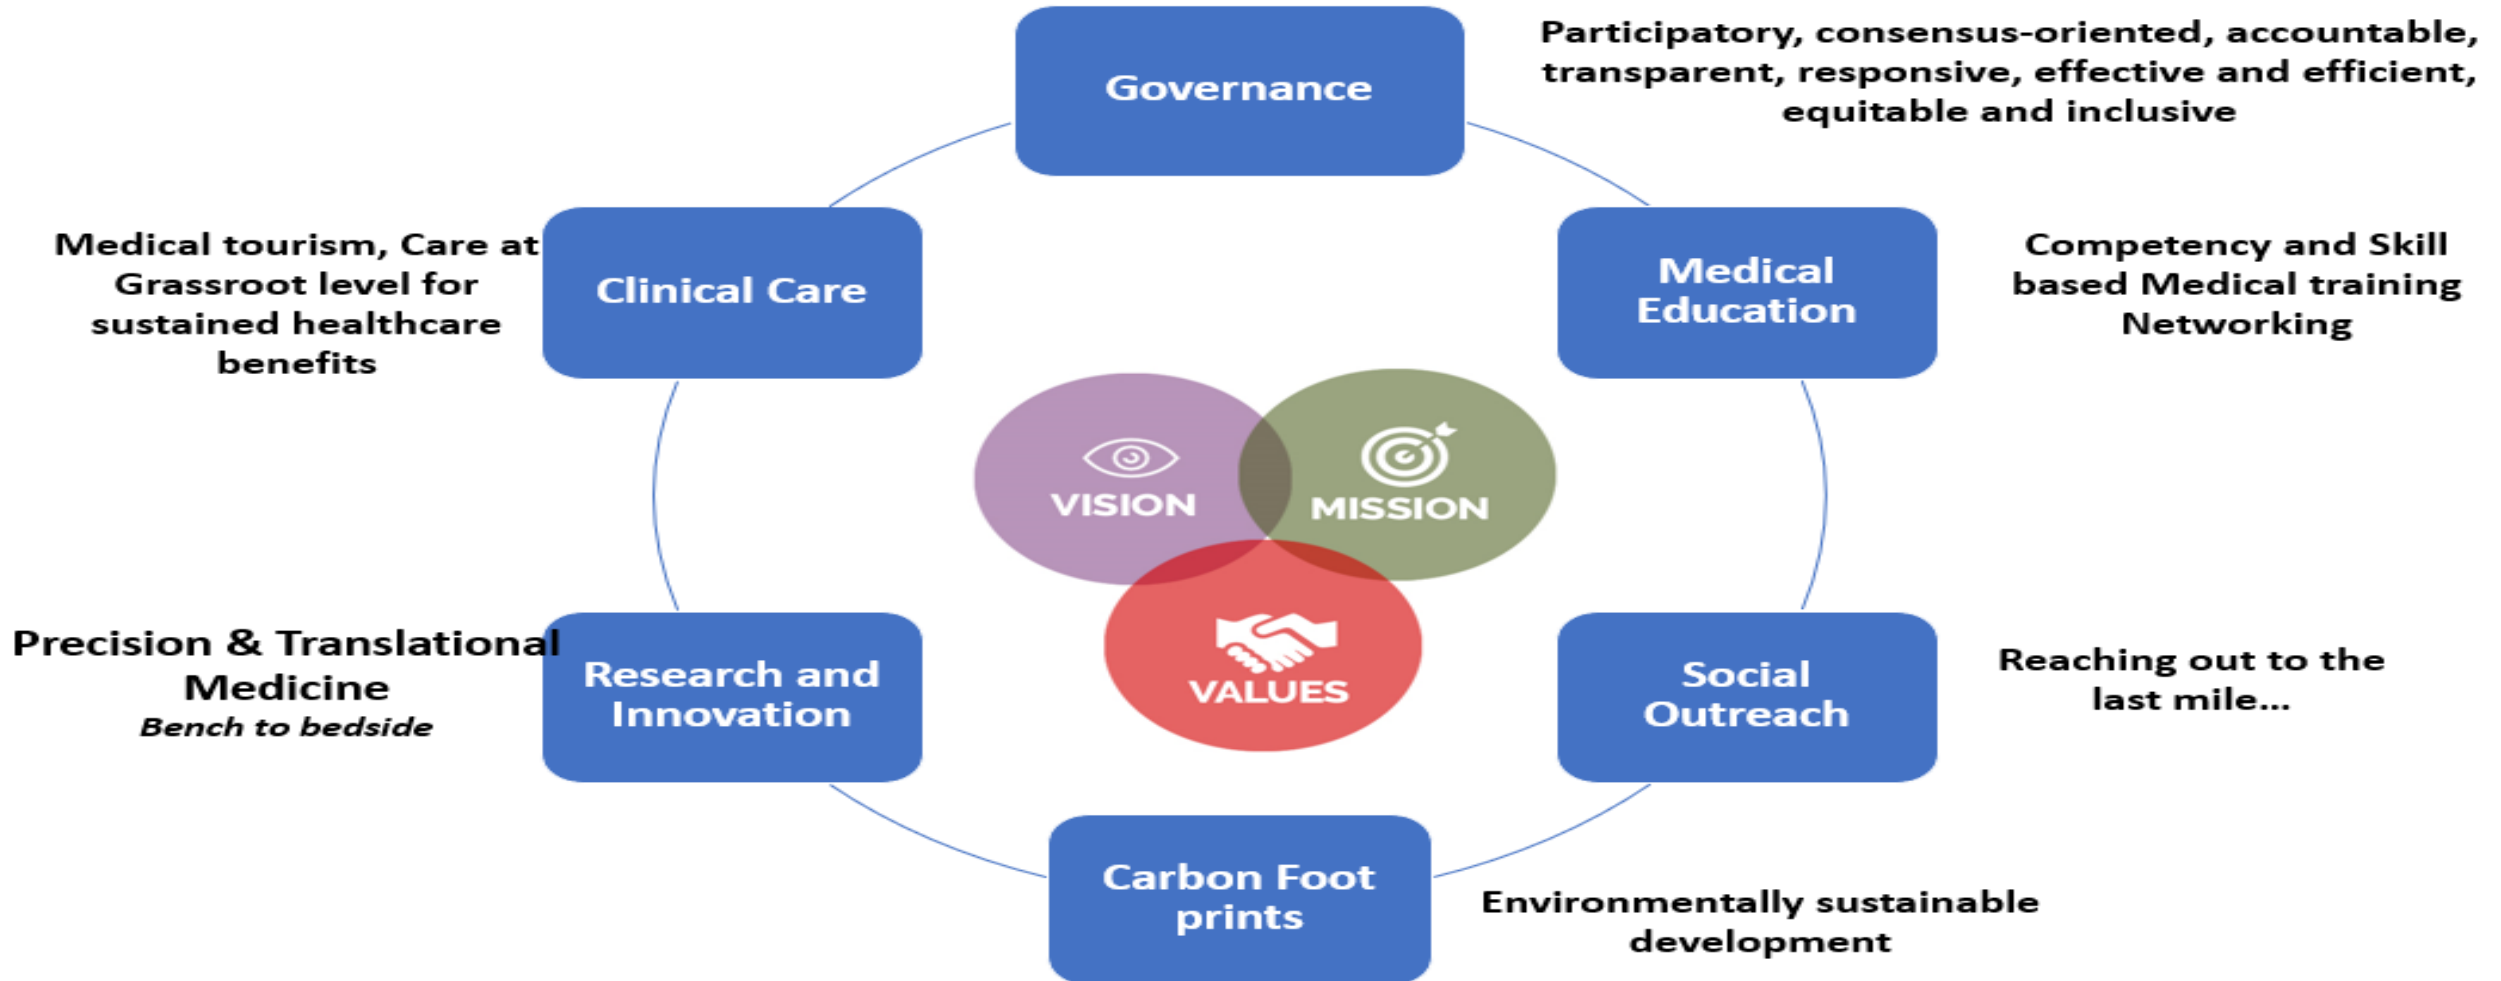 Governance
Participatory, consensus-oriented, accountable,
transparent, responsive, effective and efficient,
equitable and inclusive
Medical tourism, Care at
Grassroot level for
sustained healthcare
benefits
Clinical Care
Medical
Education
Competency and Skill
based Medical training
Networking
VISION
MISSION
VALUES
Precision & Translational
Medicine
Bench to bedside
Research and
Innovation
Social
Outreach
Reaching out to the
last mile...
Carbon Foot
prints
Environmentally sustainable
development